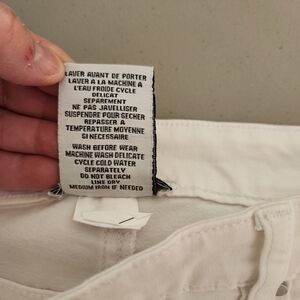 LAVER AVANT DE PORTER
LAVER A LA MACHINE A
L'EAU FROIDE CYCLE
DELICAT
SEPAREMENT
NE PAS JAVELLISER
SUSPENDRE POUR SECHER
REPASSER A
TEMPERATURE MOYENNE
SI NECESSAIRE
WASH BEFORE WEAR
MACHINE WASH DELICATE
CYCLE COLD WATER
SEPARATELY
DO NOT BLEACH
LINE DRY
MEDIUM IRON IF NEEDED